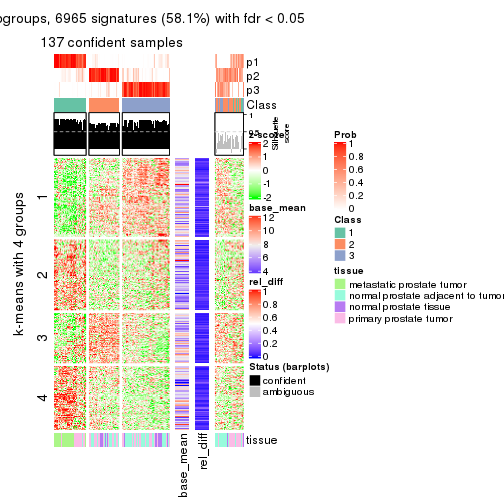 ogroups, 6965 signatures (58.1%) with fdr < 0.05
137 confident samples
p1
p2
p3
Class
1
0.5
Silhouette
score
z-score
2
1
0
-1
-2
base_mean
12
10
8
6
4
rel_diff
1
0.8
0.6
0.4
0.2
0
Status (barplots)
confident
ambiguous
Prob
1
0.8
0.6
0.4
0.2
0
Class
1
2
3
tissue
metastatic prostate tumor
normal prostate adjacent to tumor
normal prostate tissue
primary prostate tumor
k-means with 4 groups
1
2
3
4
tissue
base_mean
rel_diff